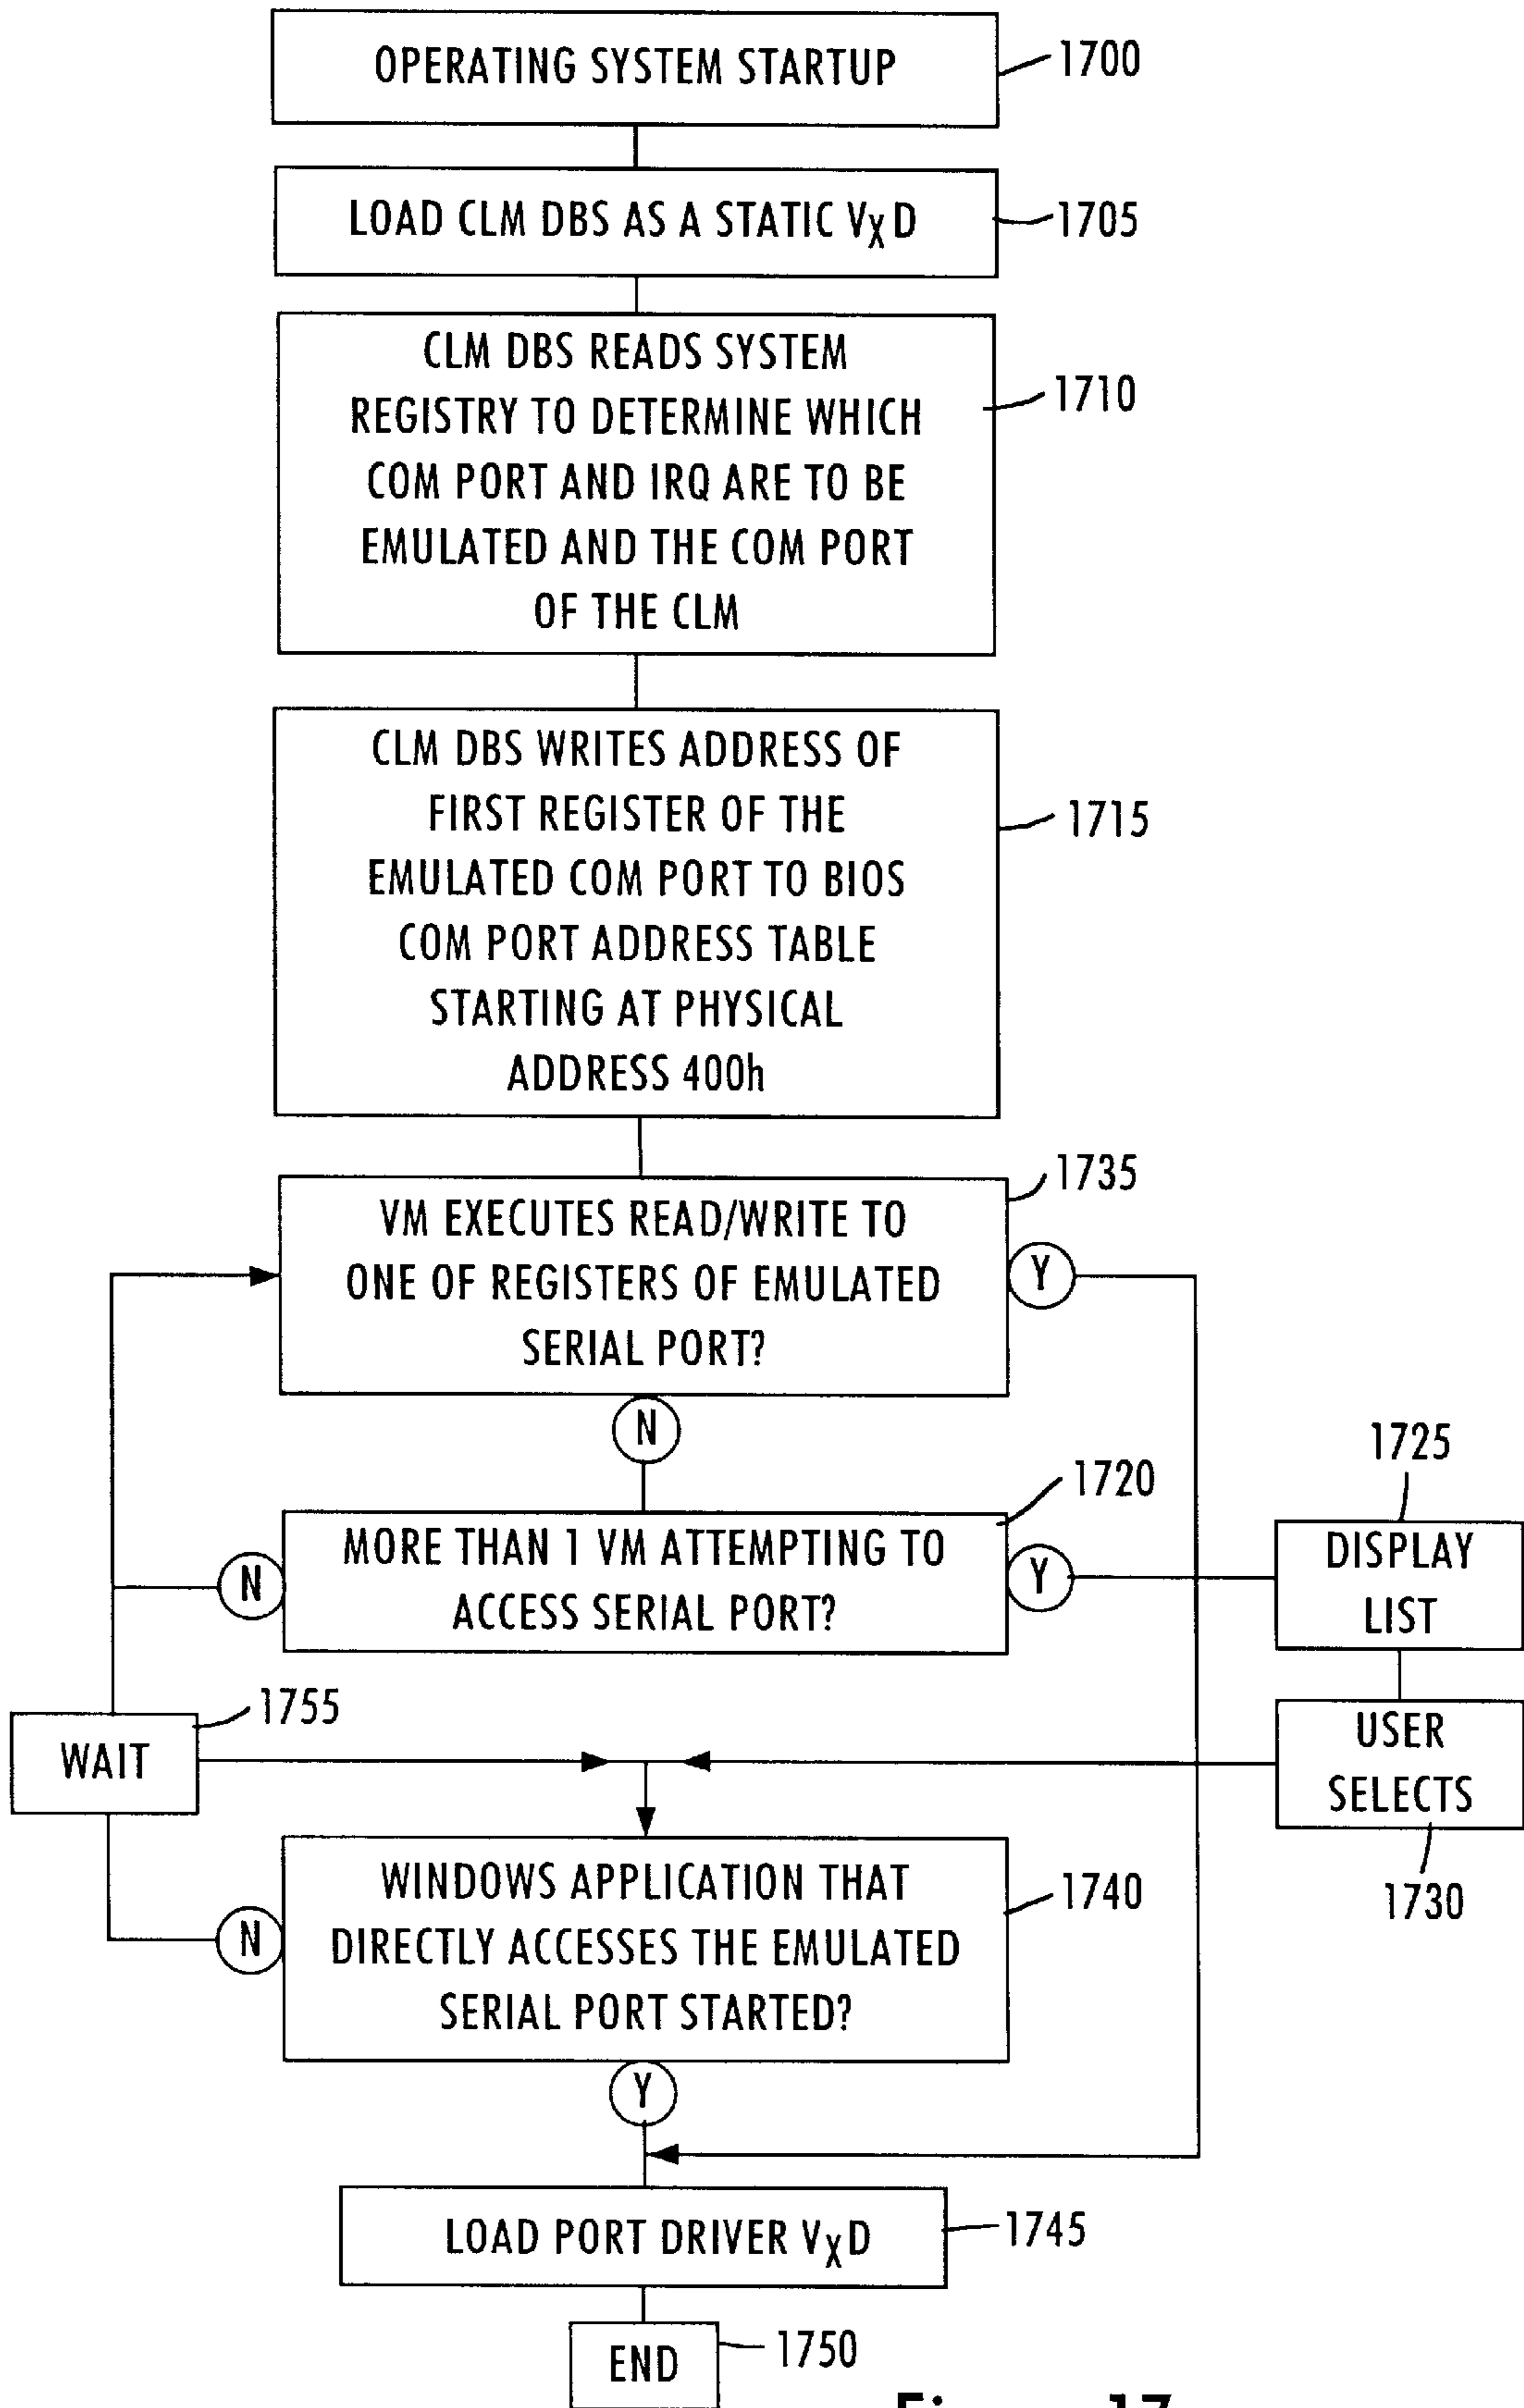 OPERATING SYSTEM STARTUP
1700
LOAD CLM DBS AS A STATIC VXD
1705
CLM DBS READS SYSTEM
REGISTRY TO DETERMINE WHICH
COM PORT AND IRQ ARE TO BE
EMULATED AND THE COM PORT
OF THE CLM
1710
CLM DBS WRITES ADDRESS OF
FIRST REGISTER OF THE
EMULATED COM PORT TO BIOS
COM PORT ADDRESS TABLE
STARTING AT PHYSICAL
ADDRESS 400h
1715
VM EXECUTES READ/WRITE TO
ONE OF REGISTERS OF EMULATED
SERIAL PORT?
1735
Y
N
MORE THAN 1 VM ATTEMPTING TO
ACCESS SERIAL PORT?
1720
N
Y
1725
DISPLAY
LIST
WAIT
1755
USER
SELECTS
1730
WINDOWS APPLICATION THAT
DIRECTLY ACCESSES THE EMULATED
SERIAL PORT STARTED?
1740
N
Y
LOAD PORT DRIVER VXD
1745
END
1750
Figure 17